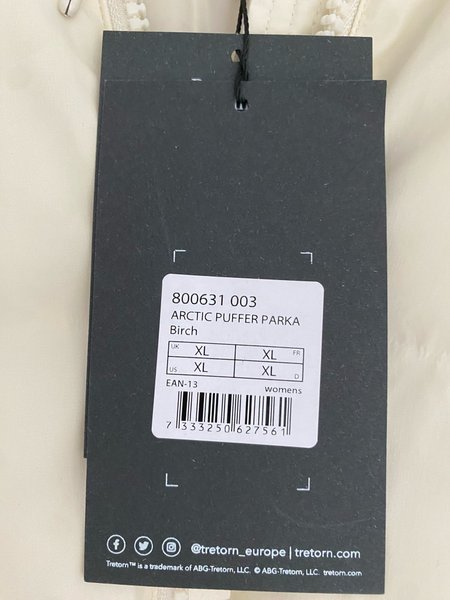 800631 003
ARCTIC PUFFER PARKA
Birch
UK XL XL FR
US XL XL D
EAN-13 womens
7 333250 627561
@tretorn_europe | tretorn.com
Tretorn™ is a trademark of ABG-Tretorn, LLC. © ABG-Tretorn, LLC. tretorn.com